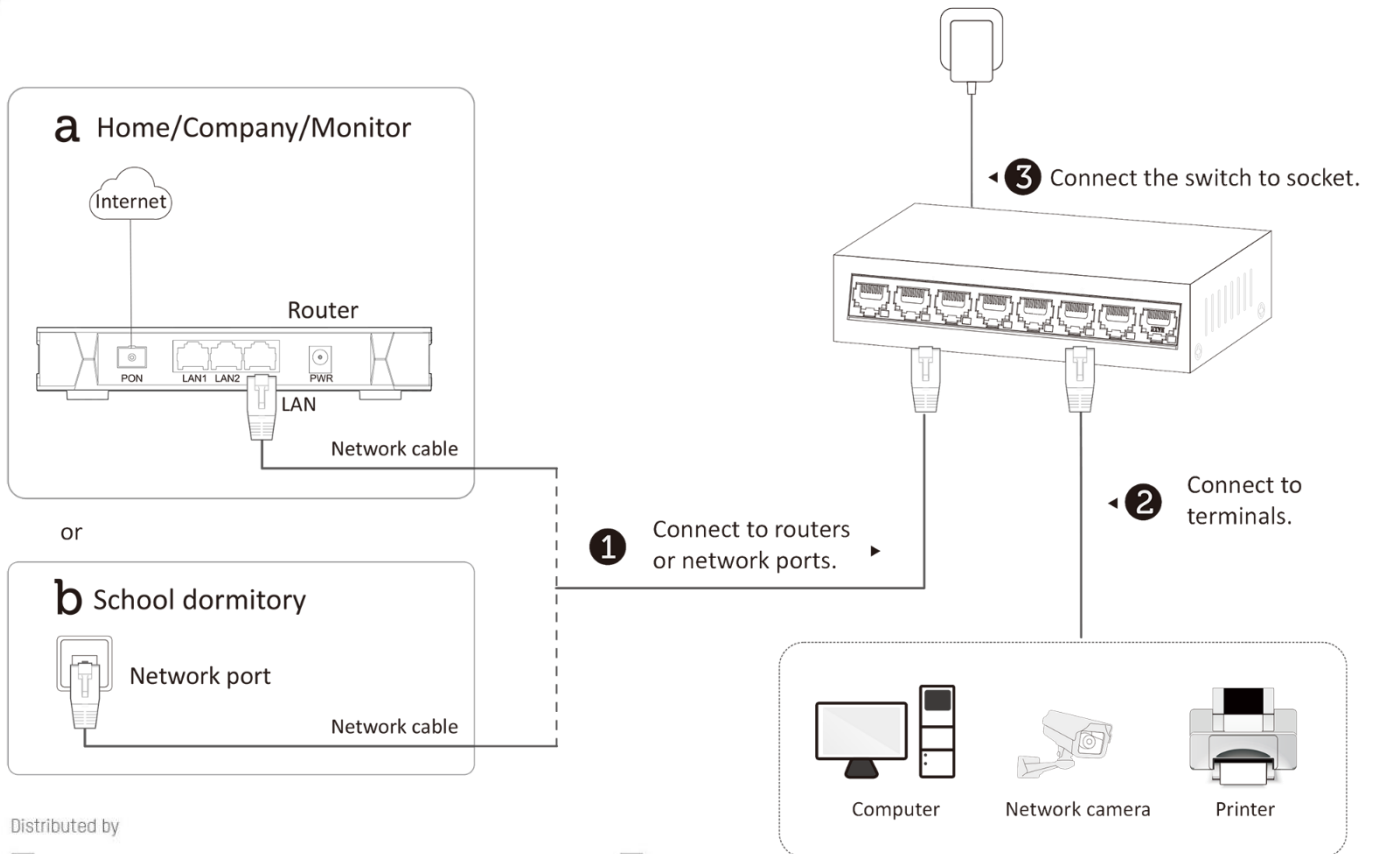 a Home/Company/Monitor
Internet
Router
PON LAN1 LAN2 PWR
LAN
Network cable
or
b School dormitory
Network port
Network cable
1 Connect to routers
or network ports.
3 Connect the switch to socket.
2 Connect to
terminals.
Computer Network camera Printer
Distributed by